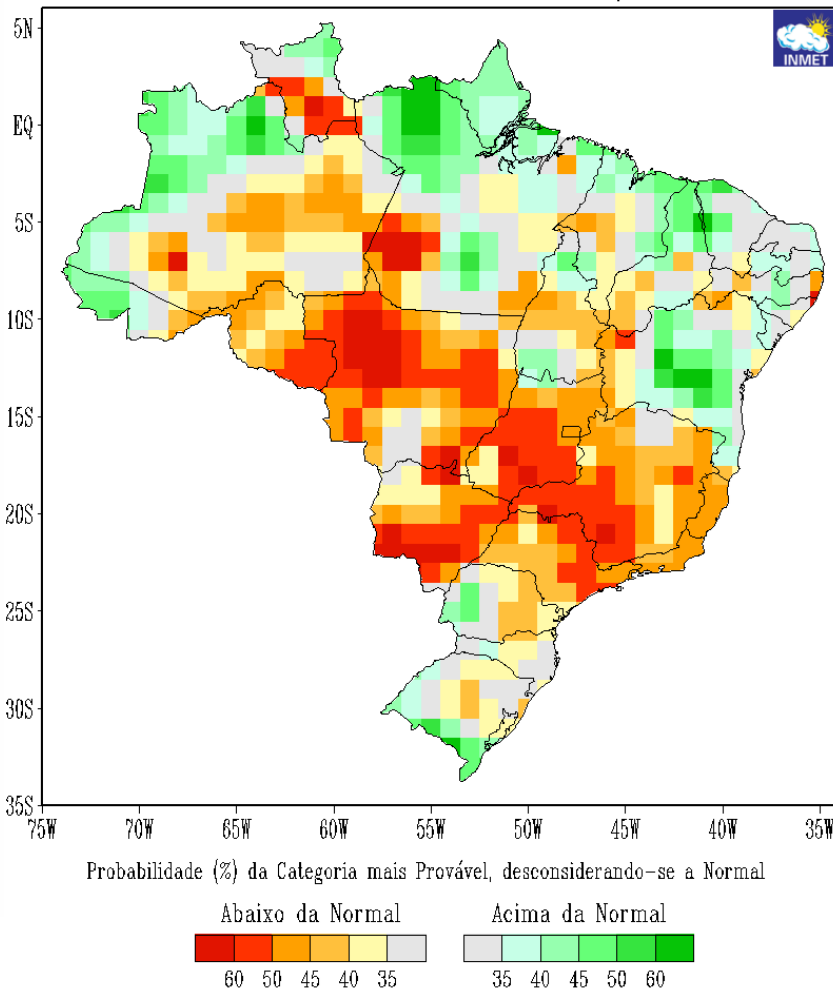 INMET
5N
EQ
5S
10S
15S
20S
25S
30S
35S
75W 70W 65W 60W 55W 50W 45W 40W 35W
Probabilidade (%) da Categoria mais Provável, desconsiderando-se a Normal
Abaixo da Normal Acima da Normal
60 50 45 40 35 35 40 45 50 60